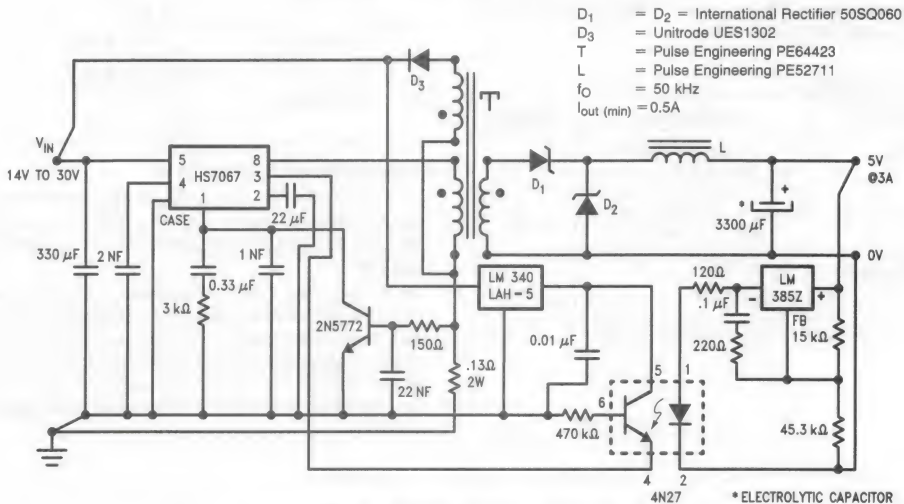 D1 = D2 = International Rectifier 50SQ060
D3 = Unitrode UES1302
T = Pulse Engineering PE64423
L = Pulse Engineering PE52711
fO = 50 kHz
Iout (min) = 0.5A
D3
T
VIN
14V TO 30V
5
4
1
HS7067
8
3
2
CASE
22 µF
D1
D2
L
5V
@3A
*
+
3300 µF
0V
330 µF
2 NF
0.33 µF
3 kΩ
1 NF
2N5772
150Ω
22 NF
.13Ω
2W
LM 340
LAH-5
0.01 µF
120Ω
.1 µF
220Ω
-
LM
385Z
+
FB
15 kΩ
45.3 kΩ
470 kΩ
6
5
1
4
2
4N27
* ELECTROLYTIC CAPACITOR